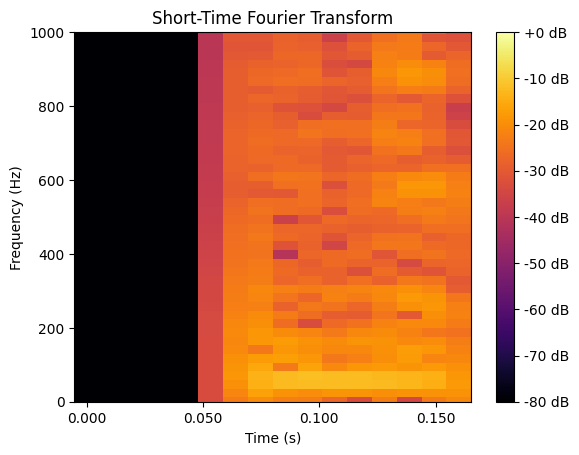 Short-Time Fourier Transform
1000
800
600
400
200
0
Frequency (Hz)
0.000
0.050
0.100
0.150
Time (s)
+0 dB
-10 dB
-20 dB
-30 dB
-40 dB
-50 dB
-60 dB
-70 dB
-80 dB